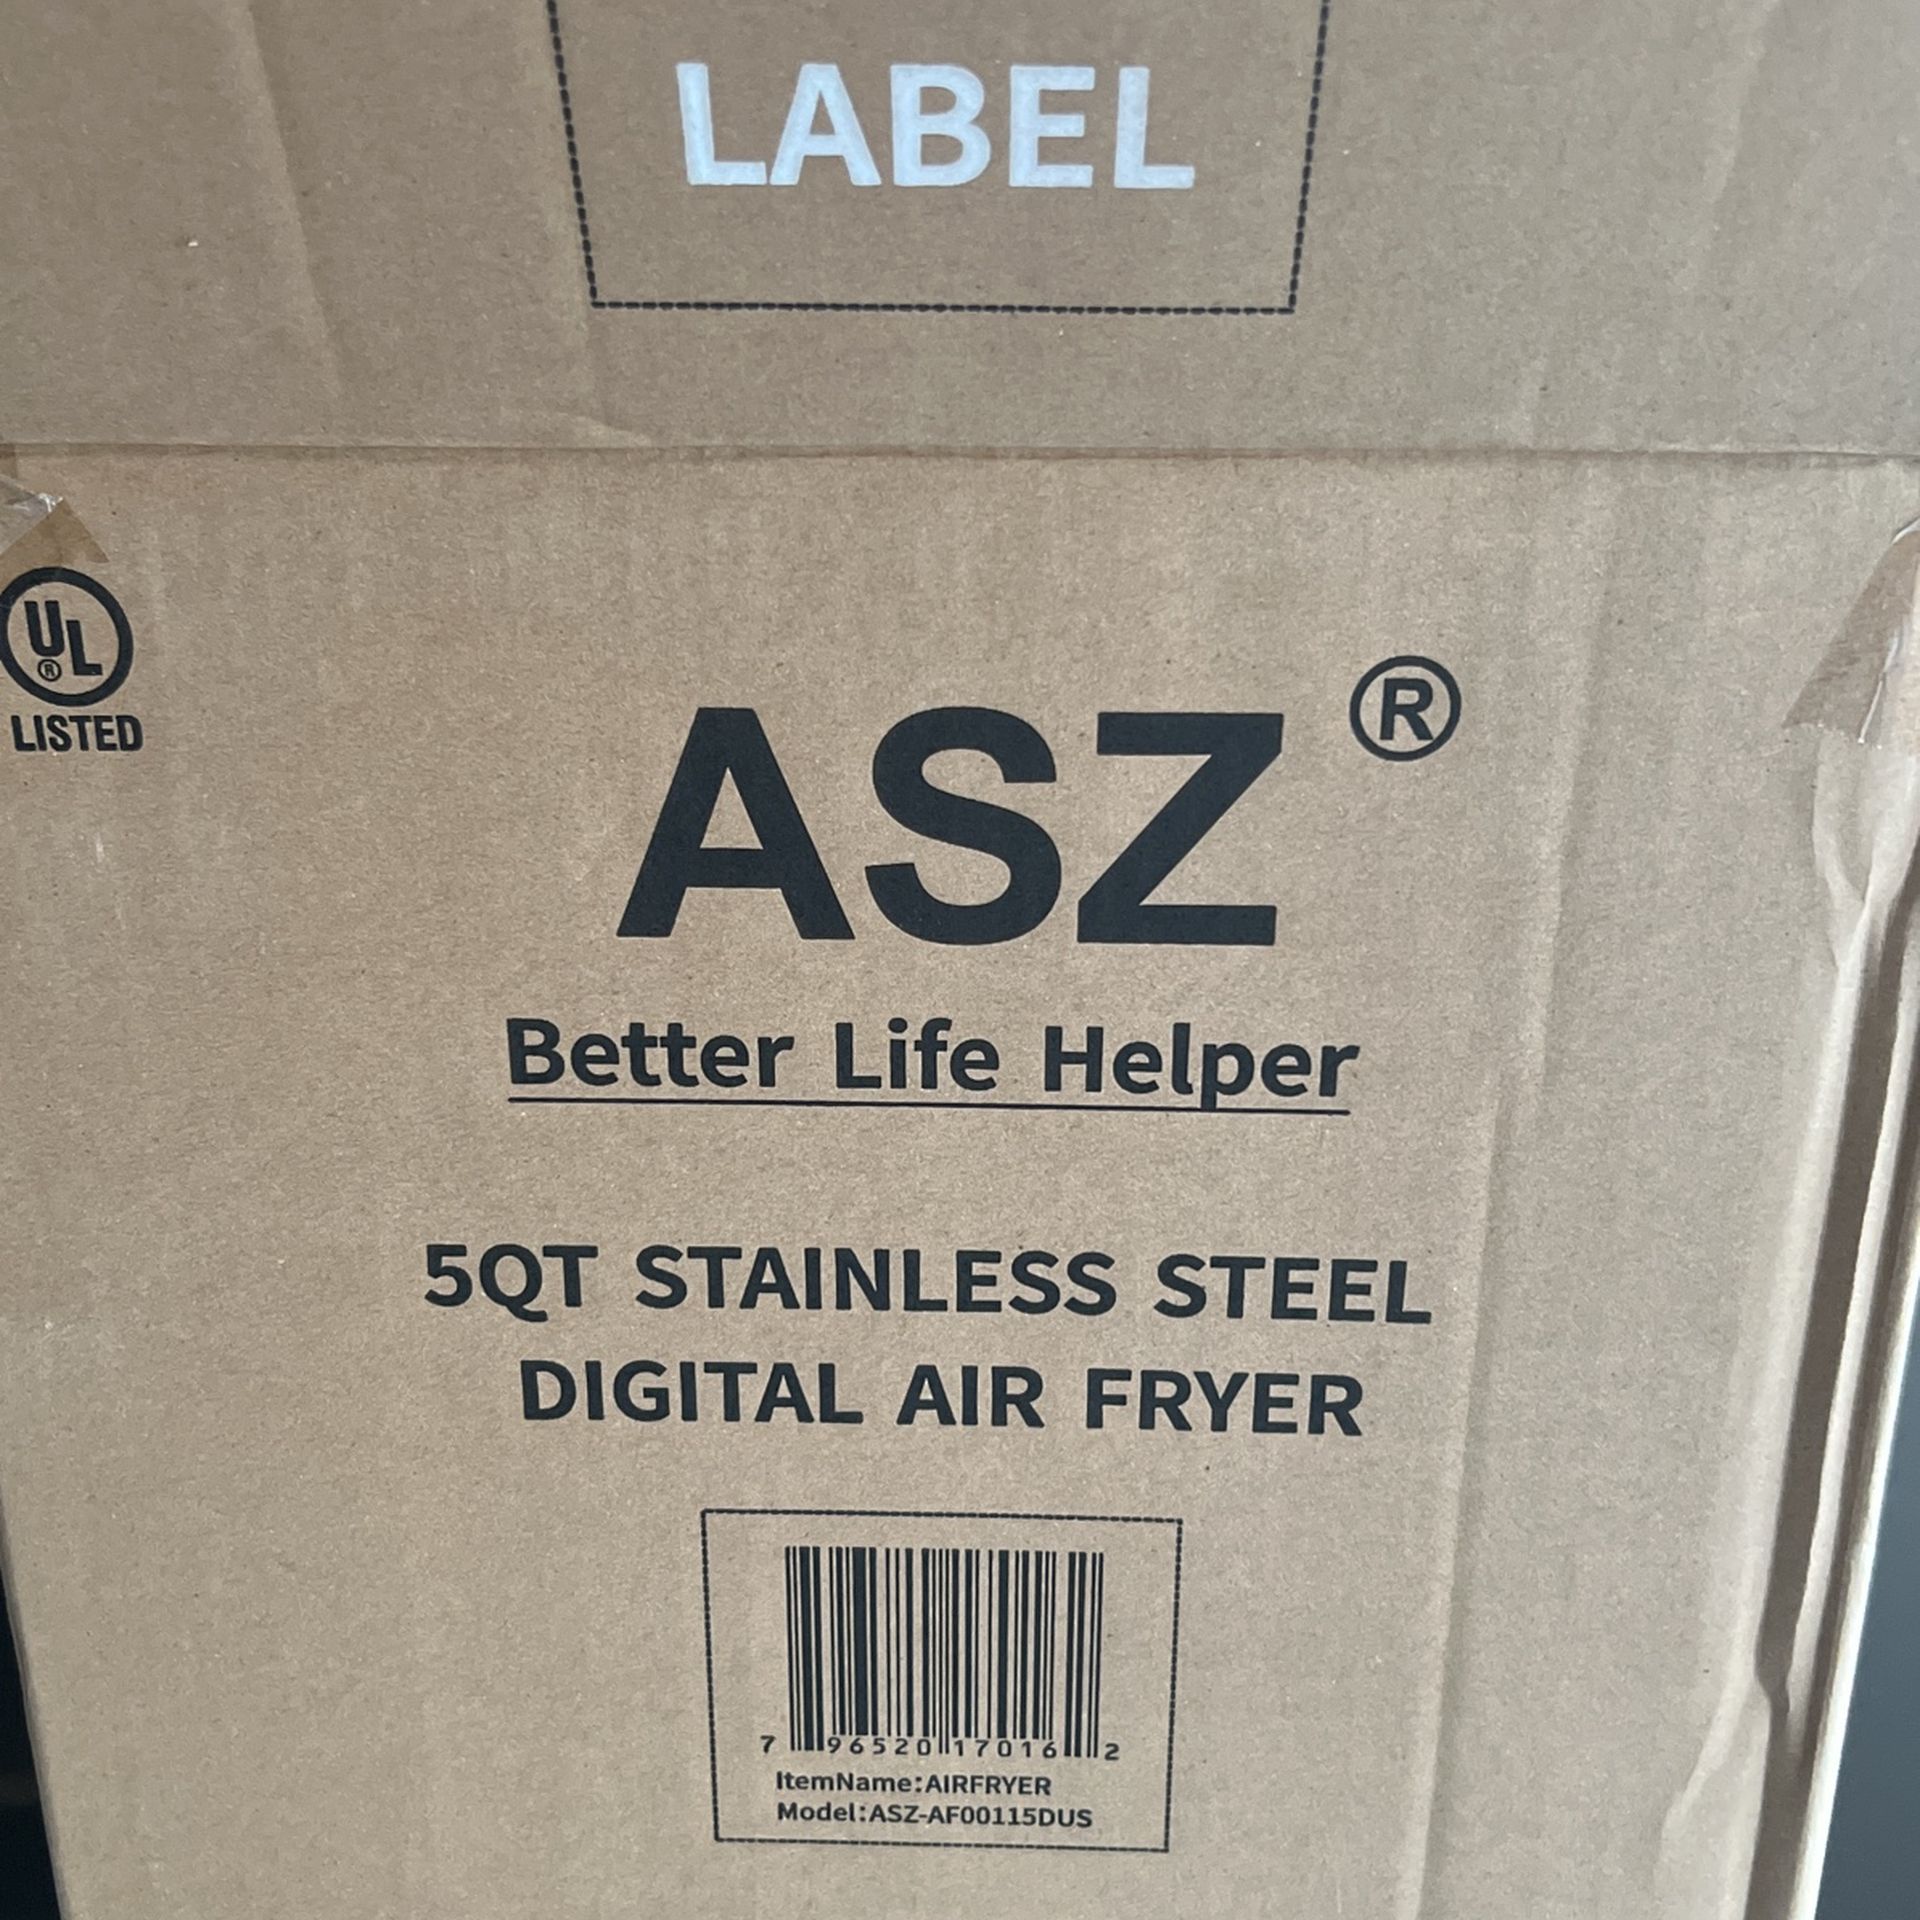 LABEL
UL
®
LISTED
ASZ ®
Better Life Helper
5QT STAINLESS STEEL
DIGITAL AIR FRYER
7 96520 17016 2
ItemName:AIRFRYER
Model:ASZ-AF00115DUS